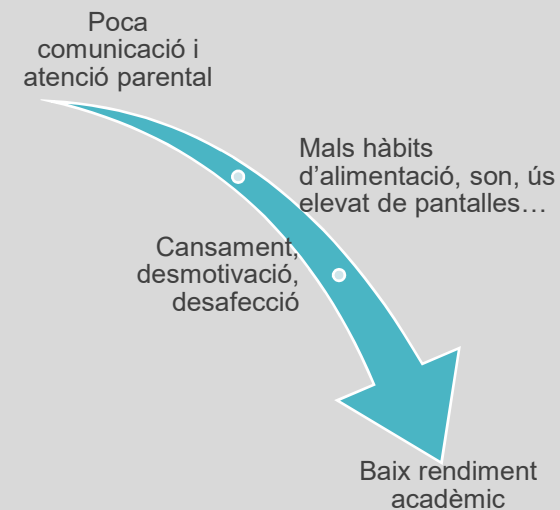 Poca
comunicació i
atenció parental
Mals hàbits
d’alimentació, son, ús
elevat de pantalles…
Cansament,
desmotivació,
desafecció
Baix rendiment
acadèmic